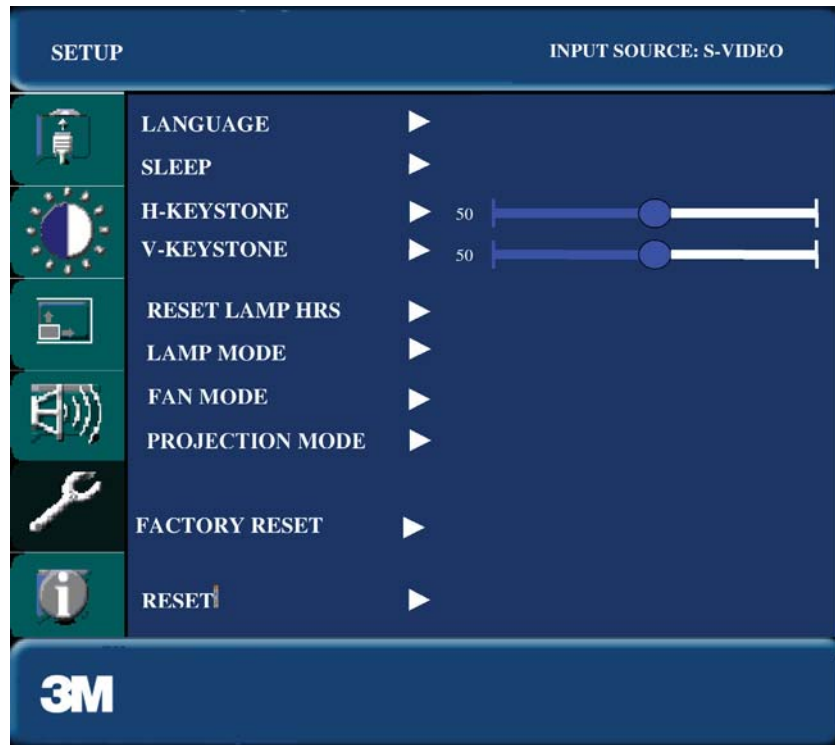 SETUP INPUT SOURCE: S-VIDEO
LANGUAGE
SLEEP
H-KEYSTONE 50
V-KEYSTONE 50
RESET LAMP HRS
LAMP MODE
FAN MODE
PROJECTION MODE
FACTORY RESET
RESET
3M